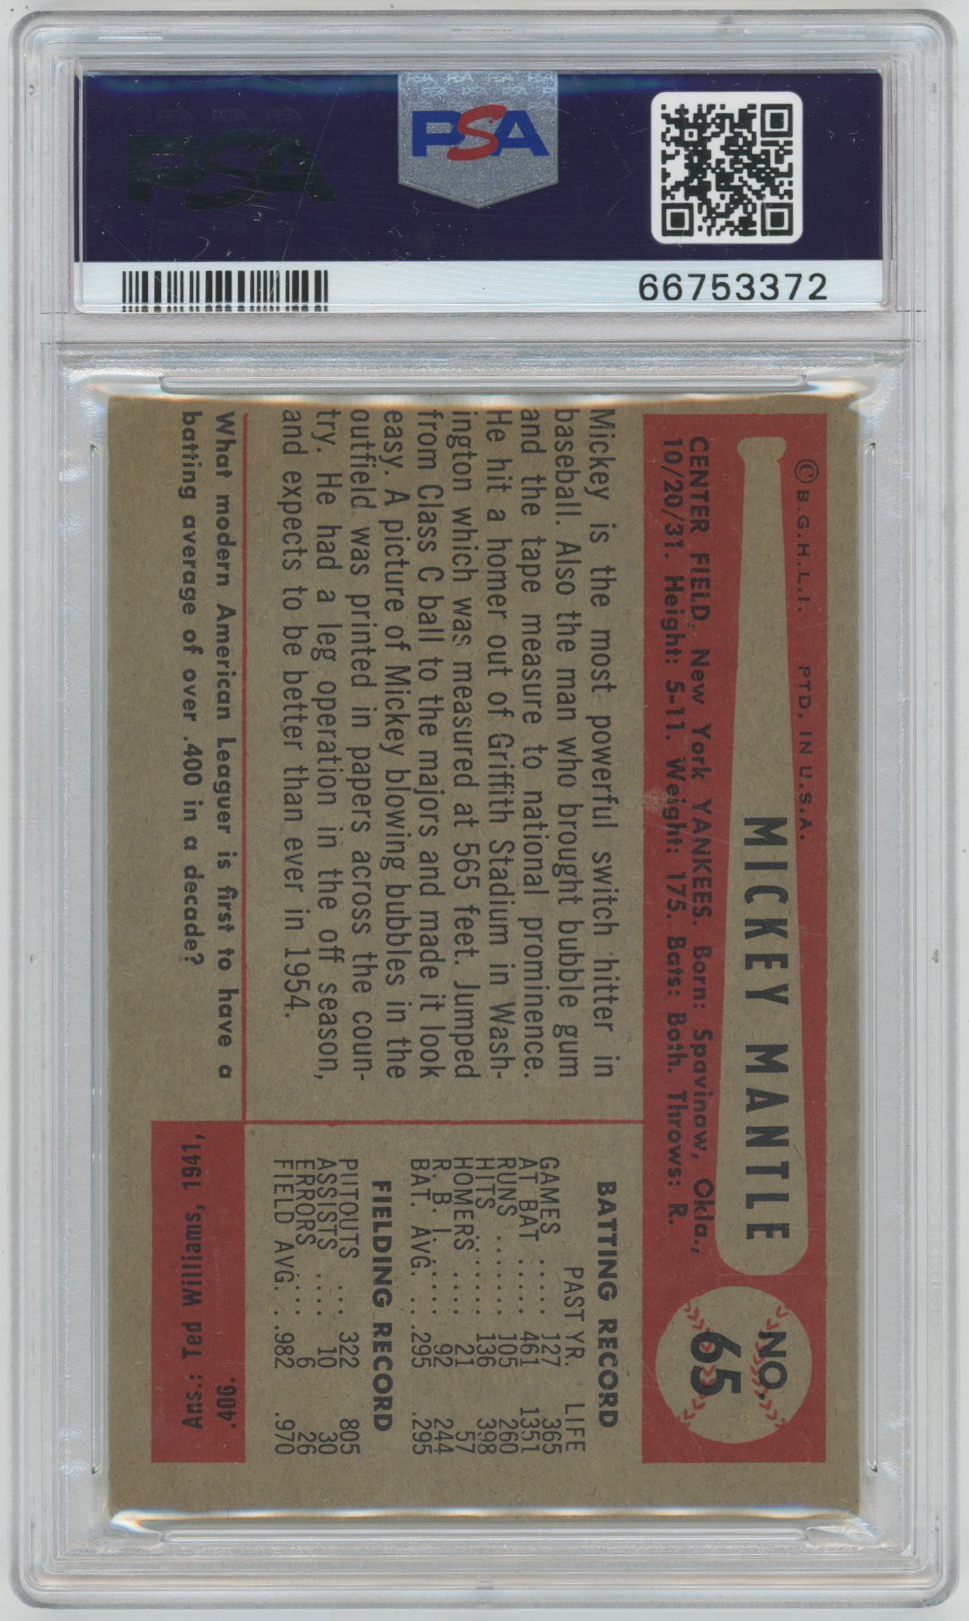 PSA
PSA
66753372
© B.G.H.L.I. PTD. IN U.S.A.
MICKEY MANTLE
NO.
65
CENTER FIELD, New York YANKEES. Born: Spavinaw, Okla.,
10/20/31. Height: 5-11. Weight: 175. Bats: Both. Throws: R.
Mickey is the most powerful switch hitter in
baseball. Also the man who brought bubble gum
and the tape measure to national prominence.
He hit a homer out of Griffith Stadium in Wash-
ington which was measured at 565 feet. Jumped
from Class C ball to the majors and made it look
easy. A picture of Mickey blowing bubbles in the
outfield was printed in papers across the coun-
try. He had a leg operation in the off season,
and expects to be better than ever in 1954.
BATTING RECORD
PAST YR. LIFE
GAMES ..... 127 365
AT BAT ..... 461 1351
RUNS ...... 105 260
HITS ...... 136 398
HOMERS .... 21 57
R. B. I. ..... 92 244
BAT. AVG. .. .295 .295
FIELDING RECORD
PUTOUTS ... 322 805
ASSISTS .... 10 30
ERRORS .... 6 26
FIELD AVG. .982 .970
What modern American Leaguer is first to have a
batting average of over .400 in a decade?
Ans.: Ted Williams, 1941,
.406.